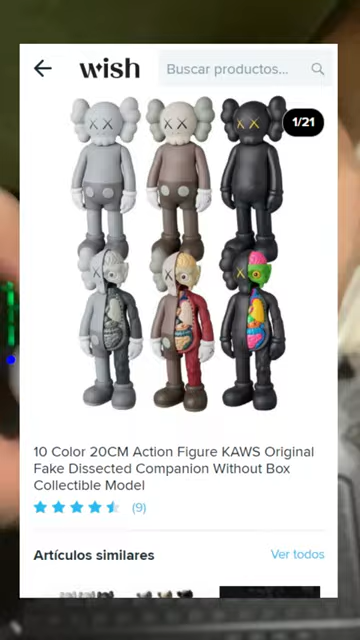 wish
Buscar productos...
1/21
10 Color 20CM Action Figure KAWS Original
Fake Dissected Companion Without Box
Collectible Model
(9)
Artículos similares
Ver todos